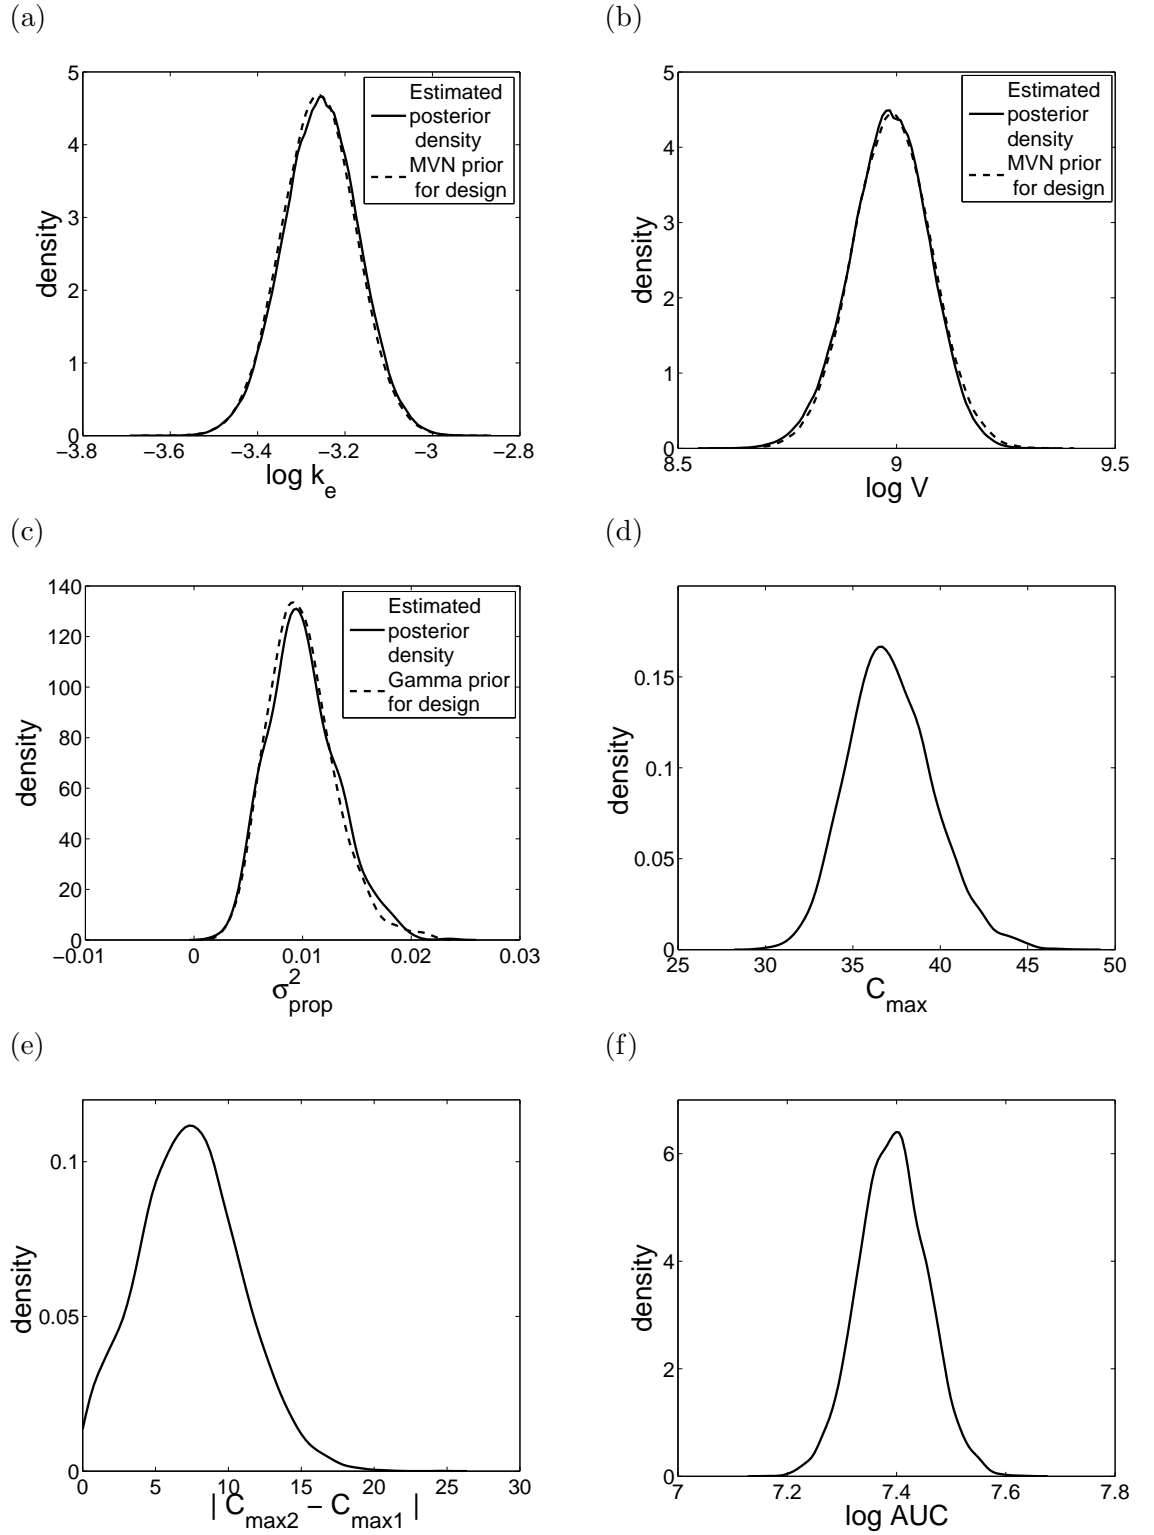 (a)
5
4
3
2
1
0
density
Estimated
posterior
density
MVN prior
for design
−3.8 −3.6 −3.4 −3.2 −3 −2.8
log k_e
(b)
5
4
3
2
1
0
density
Estimated
posterior
density
MVN prior
for design
8.5 9 9.5
log V
(c)
140
120
100
80
60
40
20
0
density
Estimated
posterior
density
Gamma prior
for design
−0.01 0 0.01 0.02 0.03
σ²_prop
(d)
0.15
0.1
0.05
0
density
25 30 35 40 45 50
C_max
(e)
0.1
0.05
0
density
0 5 10 15 20 25 30
| C_max2 − C_max1 |
(f)
6
4
2
0
density
7 7.2 7.4 7.6 7.8
log AUC